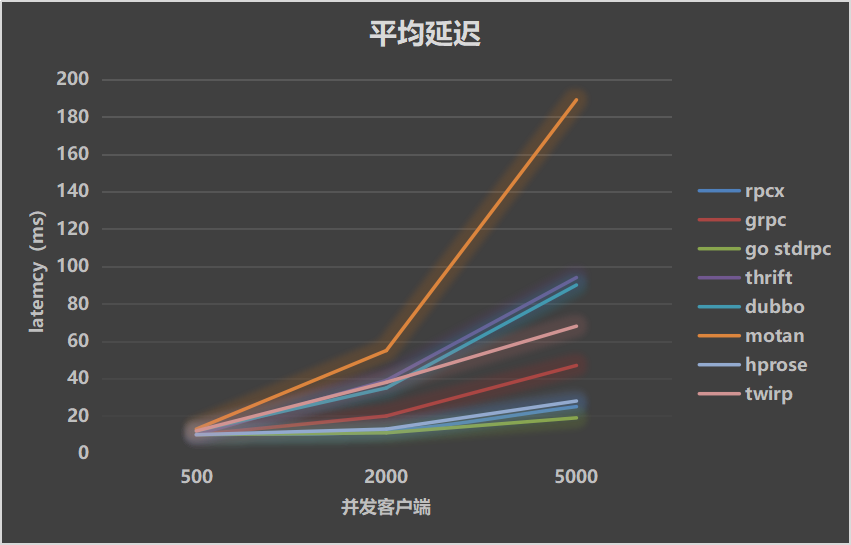 平均延迟
200
180
160
140
120
100
80
60
40
20
0
latemcy (ms)
500 2000 5000
并发客户端
rpcx
grpc
go stdrpc
thrift
dubbo
motan
hprose
twirp